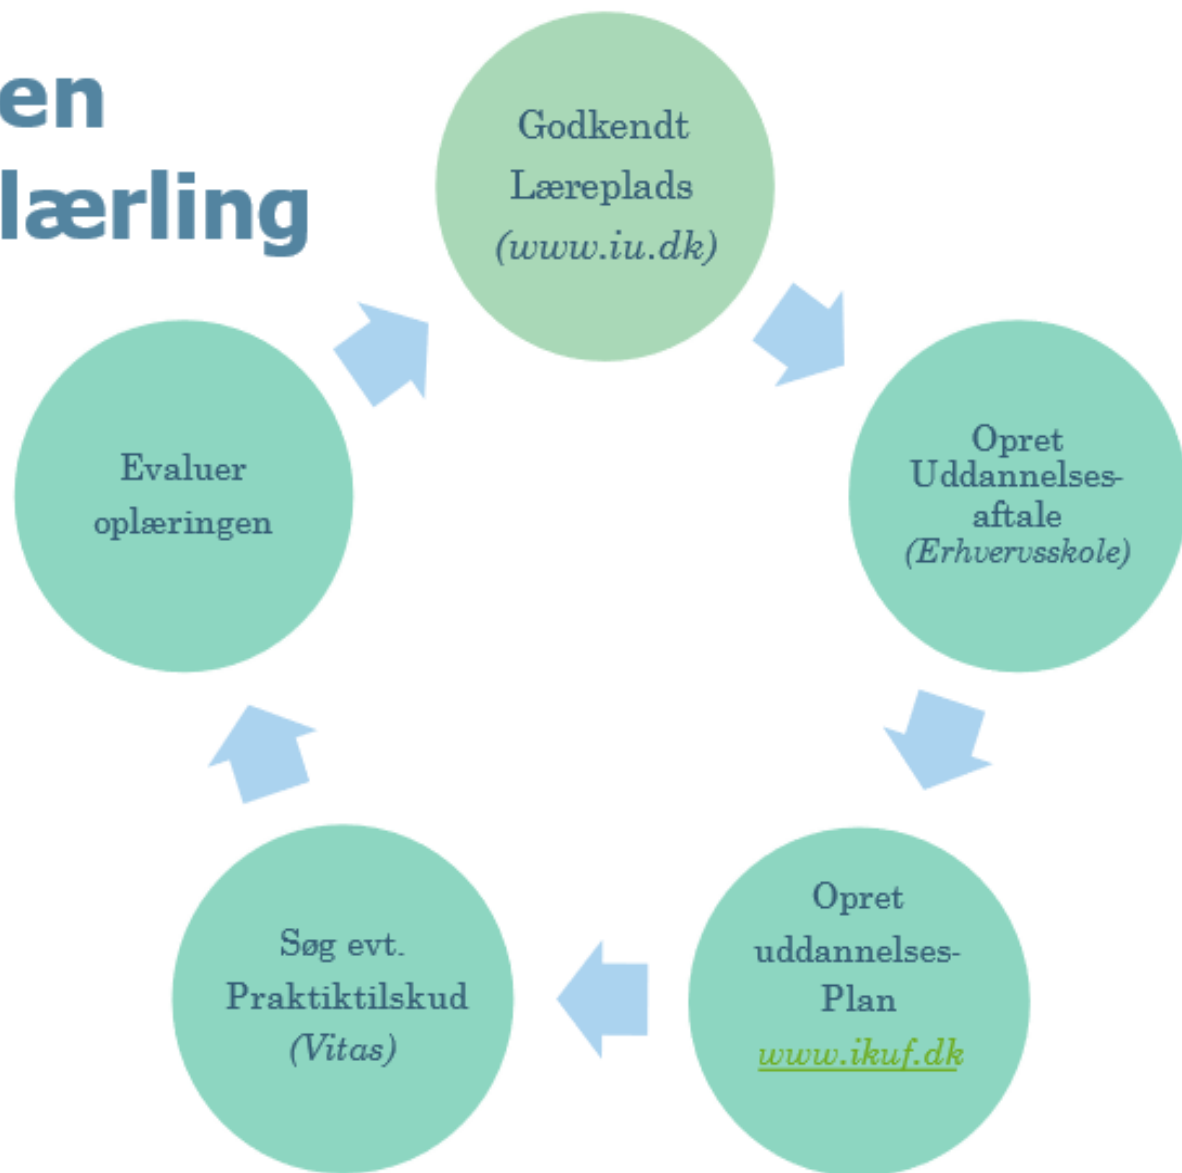 en
lærling
Godkendt
Læreplads
(www.iu.dk)
Opret
Uddannelses-
aftale
(Erhvervsskole)
Opret
uddannelses-
Plan
www.ikuf.dk
Søg evt.
Praktiktilskud
(Vitas)
Evaluer
oplæringen